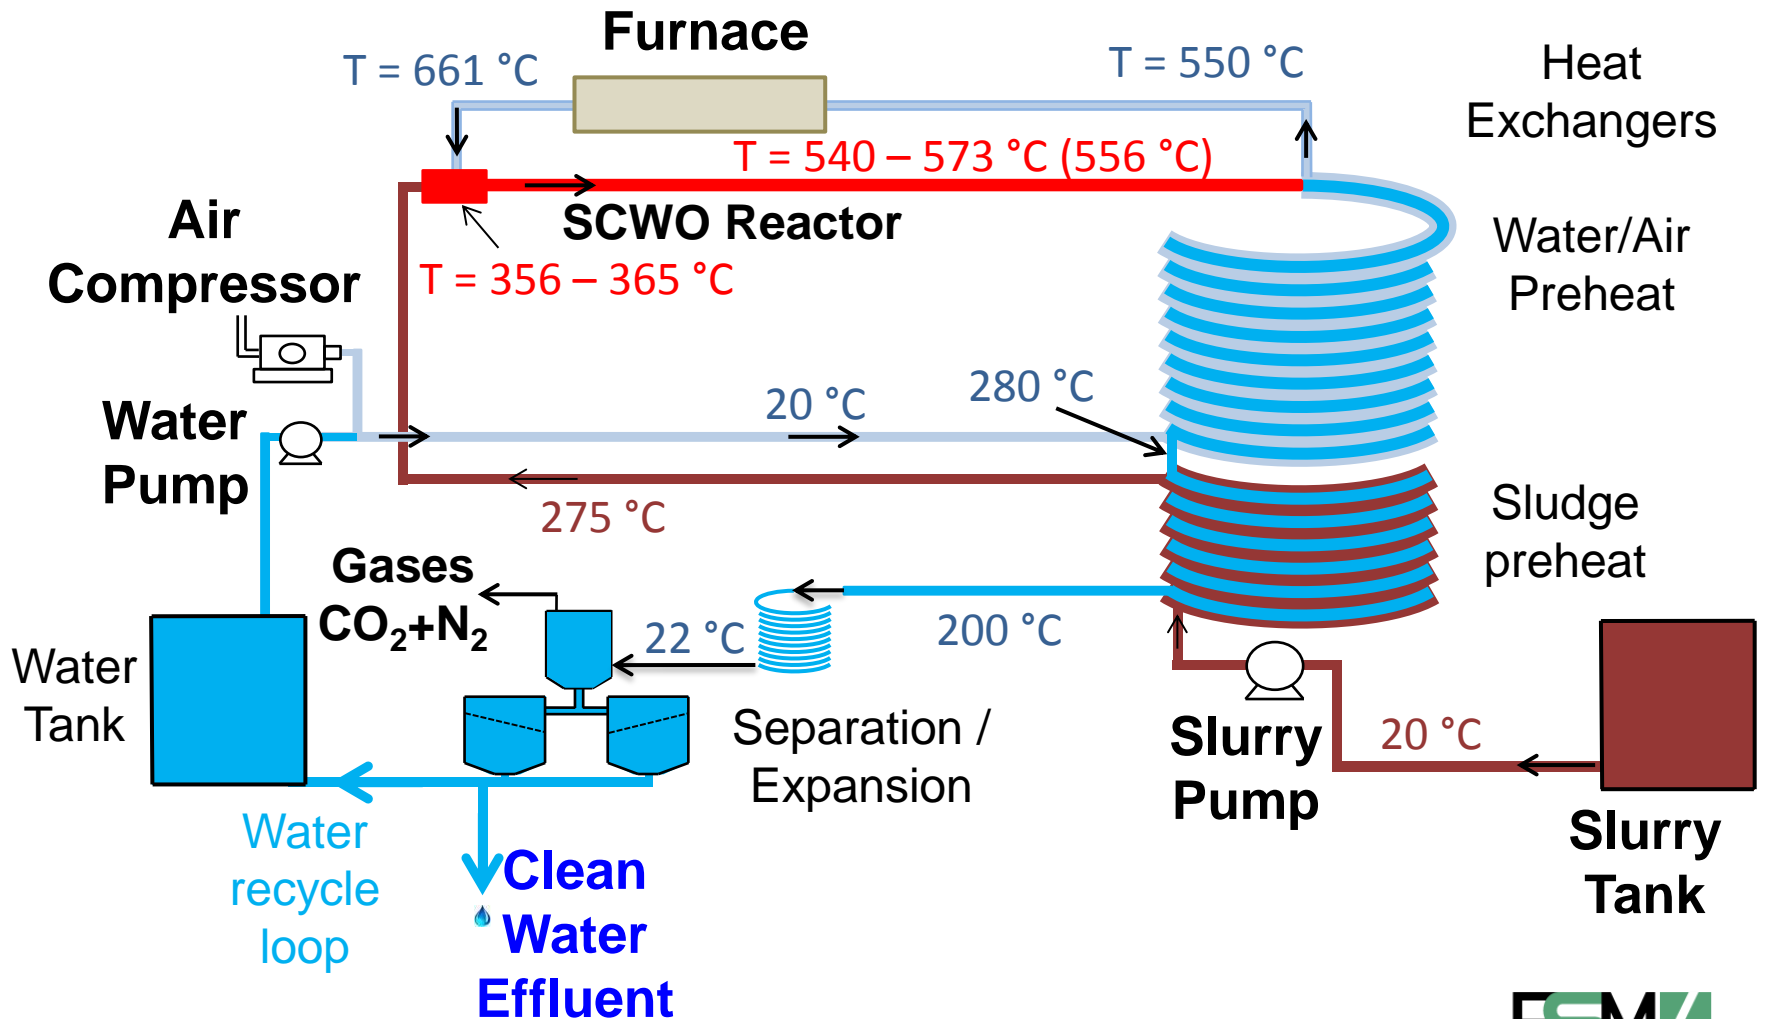 Furnace
T = 661 °C
T = 550 °C
Heat
Exchangers
T = 540 – 573 °C (556 °C)
SCWO Reactor
Air
Compressor
T = 356 – 365 °C
Water/Air
Preheat
Water
Pump
20 °C
280 °C
275 °C
Sludge
preheat
Gases
CO₂+N₂
22 °C
200 °C
Water
Tank
Separation /
Expansion
Slurry
Pump
20 °C
Slurry
Tank
Water
recycle
loop
Clean
Water
Effluent